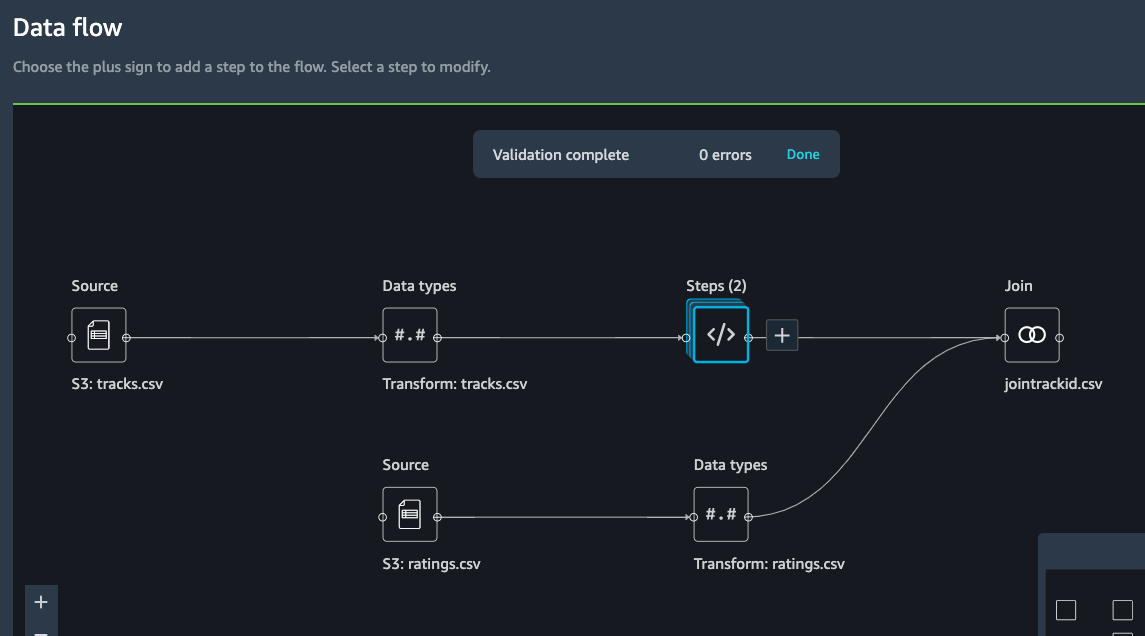 Data flow
Choose the plus sign to add a step to the flow. Select a step to modify.
Validation complete 0 errors Done
Source Data types Steps (2) Join
#.# </> +
S3: tracks.csv Transform: tracks.csv jointrackid.csv
Source Data types
#.#
S3: ratings.csv Transform: ratings.csv
+